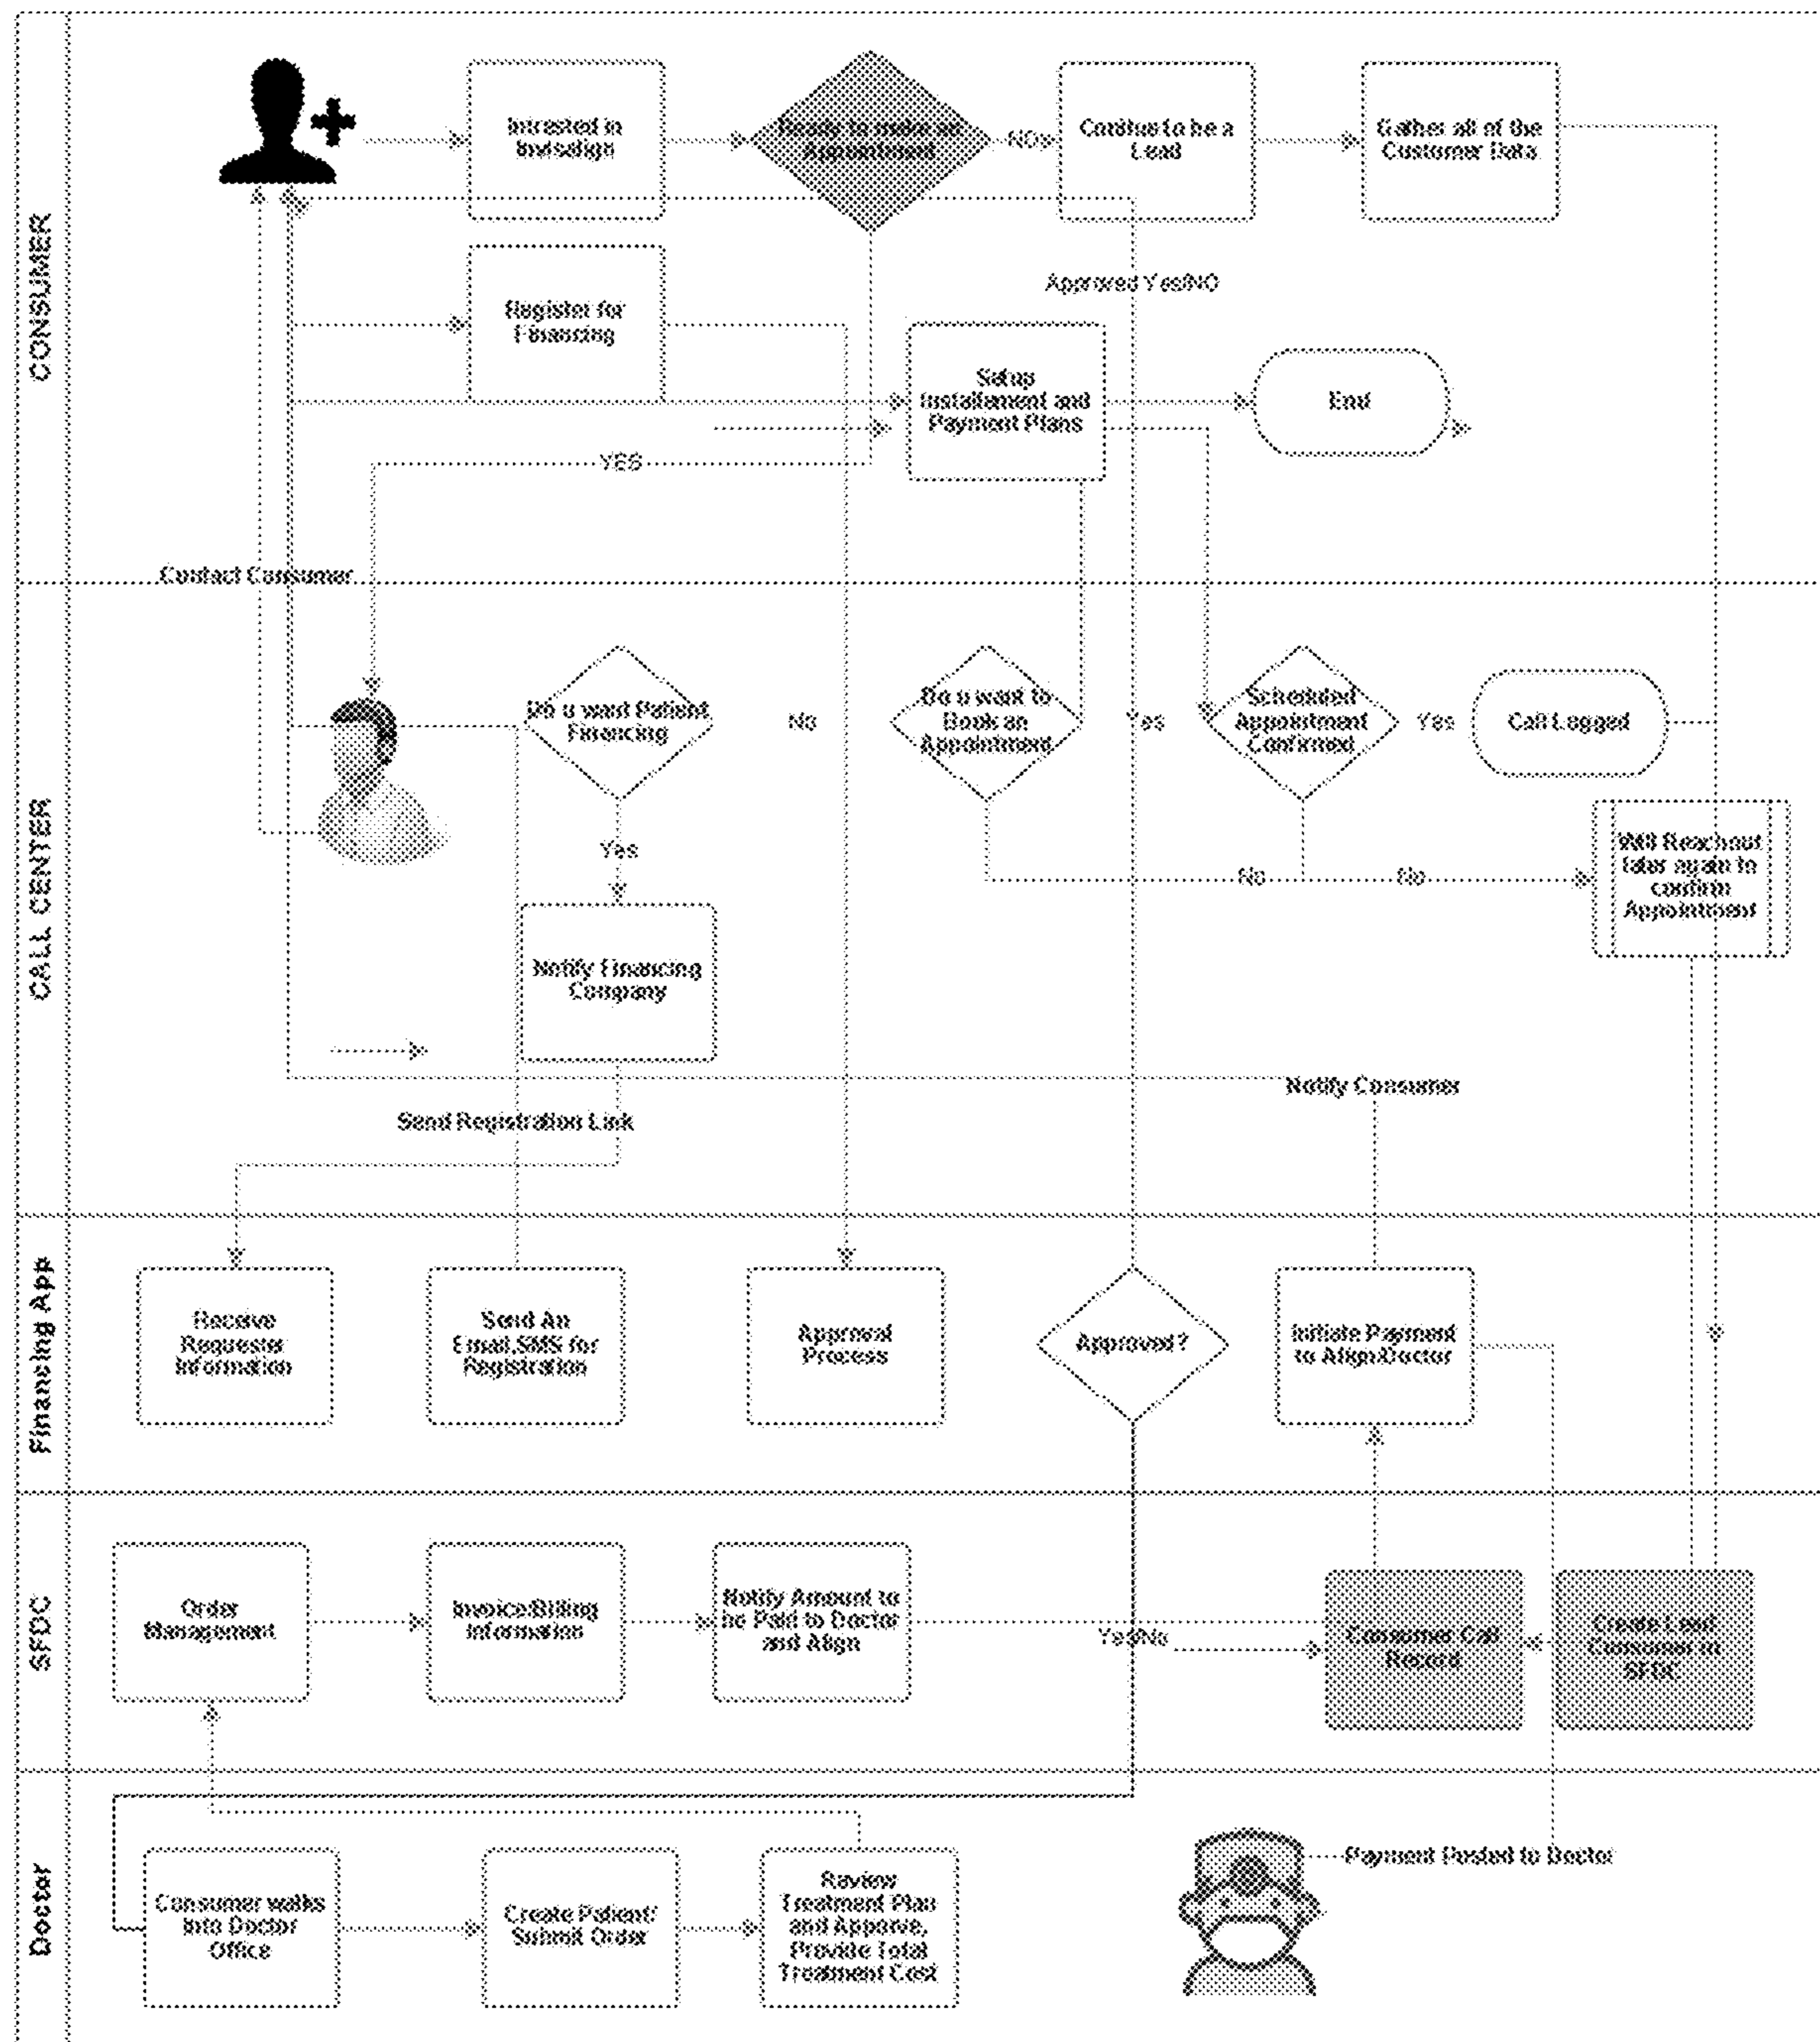 CONSUMER
Intrested in
Invisalign
Ready to make an
Appointment
NO
Contiue to be a
Lead
Gather all of the
Customer Data
Approved Yes/NO
Register for
Financing
Setup
Installement and
Payment Plans
End
YES
Contact Consumer
CALL CENTER
Do u want Patient
Financing
No
Do u want to
Book an
Appointment
Yes
Scheduled
Appointment
Confirmed
Yes
Call Logged
Yes
No
No
Will Reachout
later again to
confirm
Appointment
Notify Financing
Company
Notify Consumer
Send Registration Link
Financing App
Receive
Requester
Information
Send An
Email,SMS for
Registration
Approval
Process
Approved?
Initiate Payment
to Align/Doctor
SFDC
Order
Management
Invoice/Billing
Information
Notify Amount to
be Paid to Doctor
and Align
Yes/No
Consumer Call
Record
Create Lead
Consumer in
SFDC
Doctor
Consumer walks
into Doctor
Office
Create Patient/
Submit Order
Review
Treatment Plan
and Apporve,
Provide Total
Treatment Cost
Payment Posted to Doctor